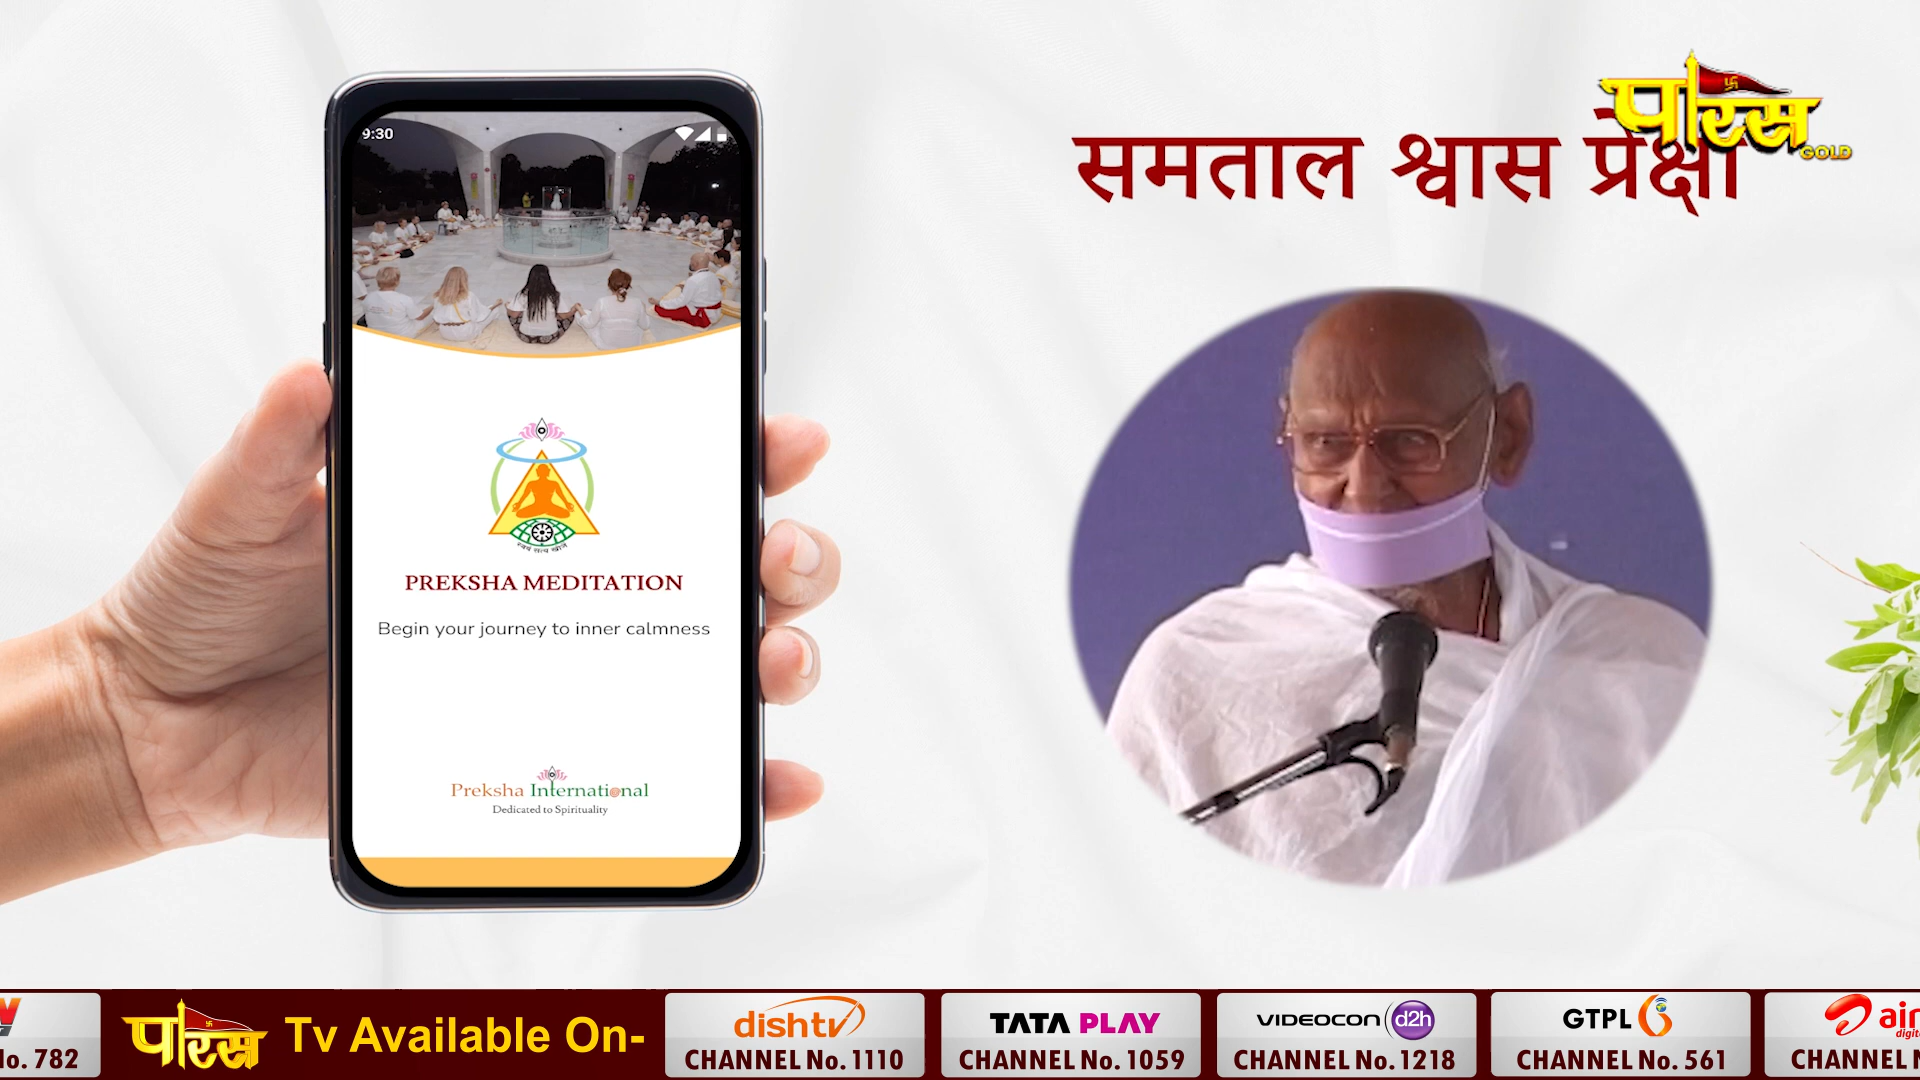 9:30
स्वयं सत्य खोजें
PREKSHA MEDITATION
Begin your journey to inner calmness
Preksha International
Dedicated to Spirituality
समताल श्वास प्रेक्षा
पारस
GOLD
No. 782
पारस Tv Available On-
dishtv
CHANNEL No. 1110
TATA PLAY
CHANNEL No. 1059
VIDEOCON d2h
CHANNEL No. 1218
GTPL
CHANNEL No. 561
CHANNEL